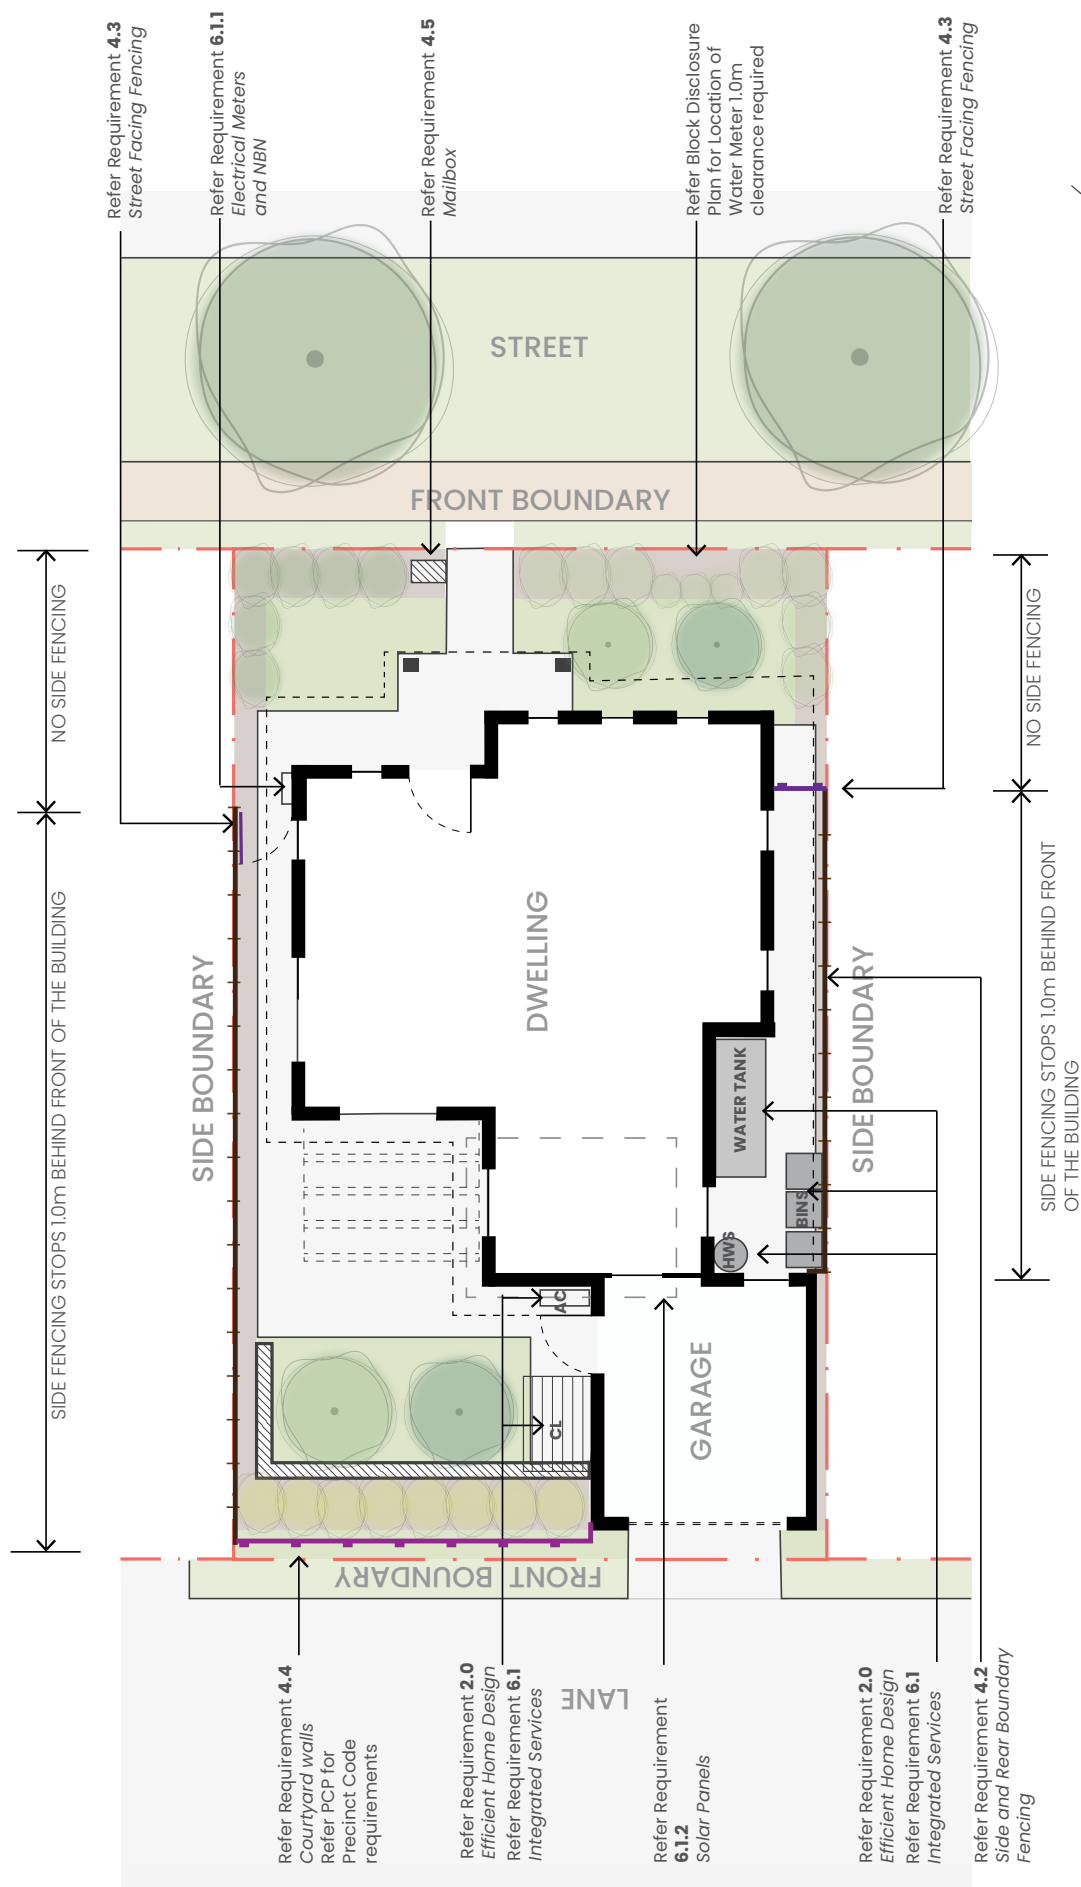 Refer Requirement 4.3
Street Facing Fencing
Refer Requirement 6.1.1
Electrical Meters
and NBN
Refer Requirement 4.5
Mailbox
Refer Block Disclosure
Plan for Location of
Water Meter 1.0m
clearance required
Refer Requirement 4.3
Street Facing Fencing
STREET
FRONT BOUNDARY
NO SIDE FENCING
NO SIDE FENCING
SIDE FENCING STOPS 1.0m BEHIND FRONT OF THE BUILDING
SIDE BOUNDARY
DWELLING
SIDE BOUNDARY
SIDE FENCING STOPS 1.0m BEHIND FRONT
OF THE BUILDING
WATER TANK
BINS
HWS
AC
CL
GARAGE
FRONT BOUNDARY
LANE
Refer Requirement 4.4
Courtyard walls
Refer PCP for
Precinct Code
requirements
Refer Requirement 2.0
Efficient Home Design
Refer Requirement 6.1
Integrated Services
Refer Requirement
6.1.2
Solar Panels
Refer Requirement 2.0
Efficient Home Design
Refer Requirement 6.1
Integrated Services
Refer Requirement 4.2
Side and Rear Boundary
Fencing